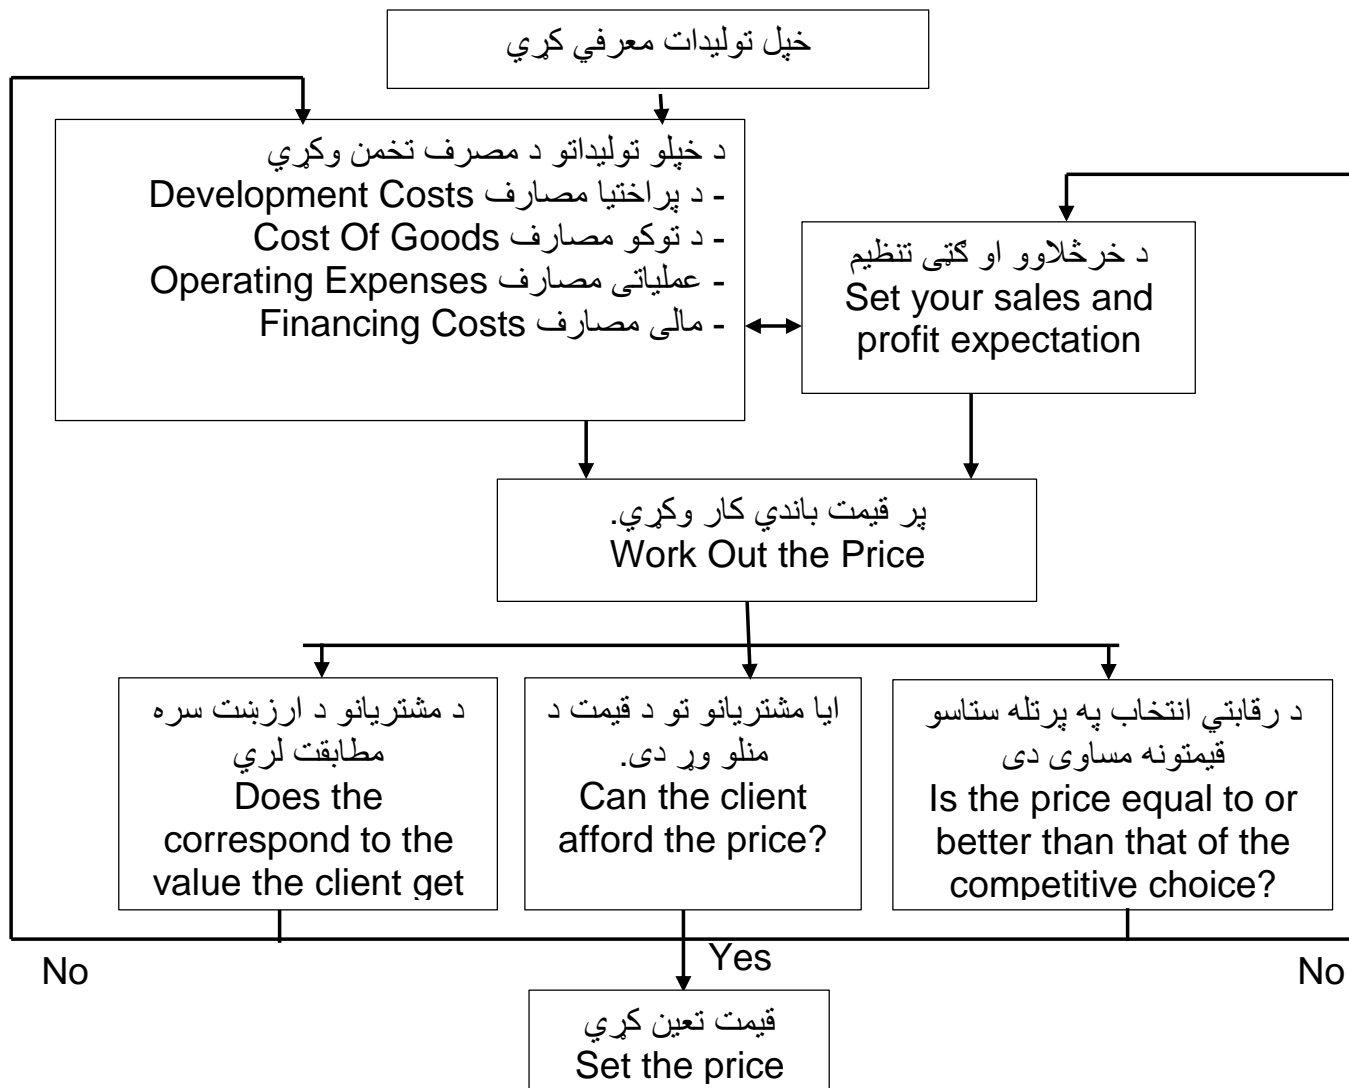 خپل تولیدات معرفي کړي
د خپلو تولیداتو د مصرف تخمن وکړي
- د پراختیا مصارف Development Costs
- د توکو مصارف Cost Of Goods
- عملیاتی مصارف Operating Expenses
- مالی مصارف Financing Costs
د خرڅلاوو او ګټی تنظیم
Set your sales and
profit expectation
پر قیمت باندي کار وکړي.
Work Out the Price
د مشتریانو د ارزښت سره
مطابقت لري
Does the
correspond to the
value the client get
ایا مشتریانو تو د قیمت د
منلو وړ دی.
Can the client
afford the price?
د رقابتي انتخاب په پرتله ستاسو
قیمتونه مساوی دی
Is the price equal to or
better than that of the
competitive choice?
No
Yes
No
قیمت تعین کړي
Set the price